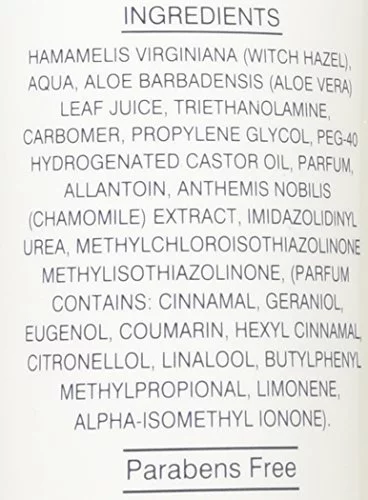 INGREDIENTS
HAMAMELIS VIRGINIANA (WITCH HAZEL),
AQUA, ALOE BARBADENSIS (ALOE VERA)
LEAF JUICE, TRIETHANOLAMINE,
CARBOMER, PROPYLENE GLYCOL, PEG-40
HYDROGENATED CASTOR OIL, PARFUM,
ALLANTOIN, ANTHEMIS NOBILIS
(CHAMOMILE) EXTRACT, IMIDAZOLIDINYL
UREA, METHYLCHLOROISOTHIAZOLINONE
METHYLISOTHIAZOLINONE, (PARFUM
CONTAINS: CINNAMAL, GERANIOL,
EUGENOL, COUMARIN, HEXYL CINNAMAL,
CITRONELLOL, LINALOOL, BUTYLPHENYL
METHYLPROPIONAL, LIMONENE,
ALPHA-ISOMETHYL IONONE).
Parabens Free